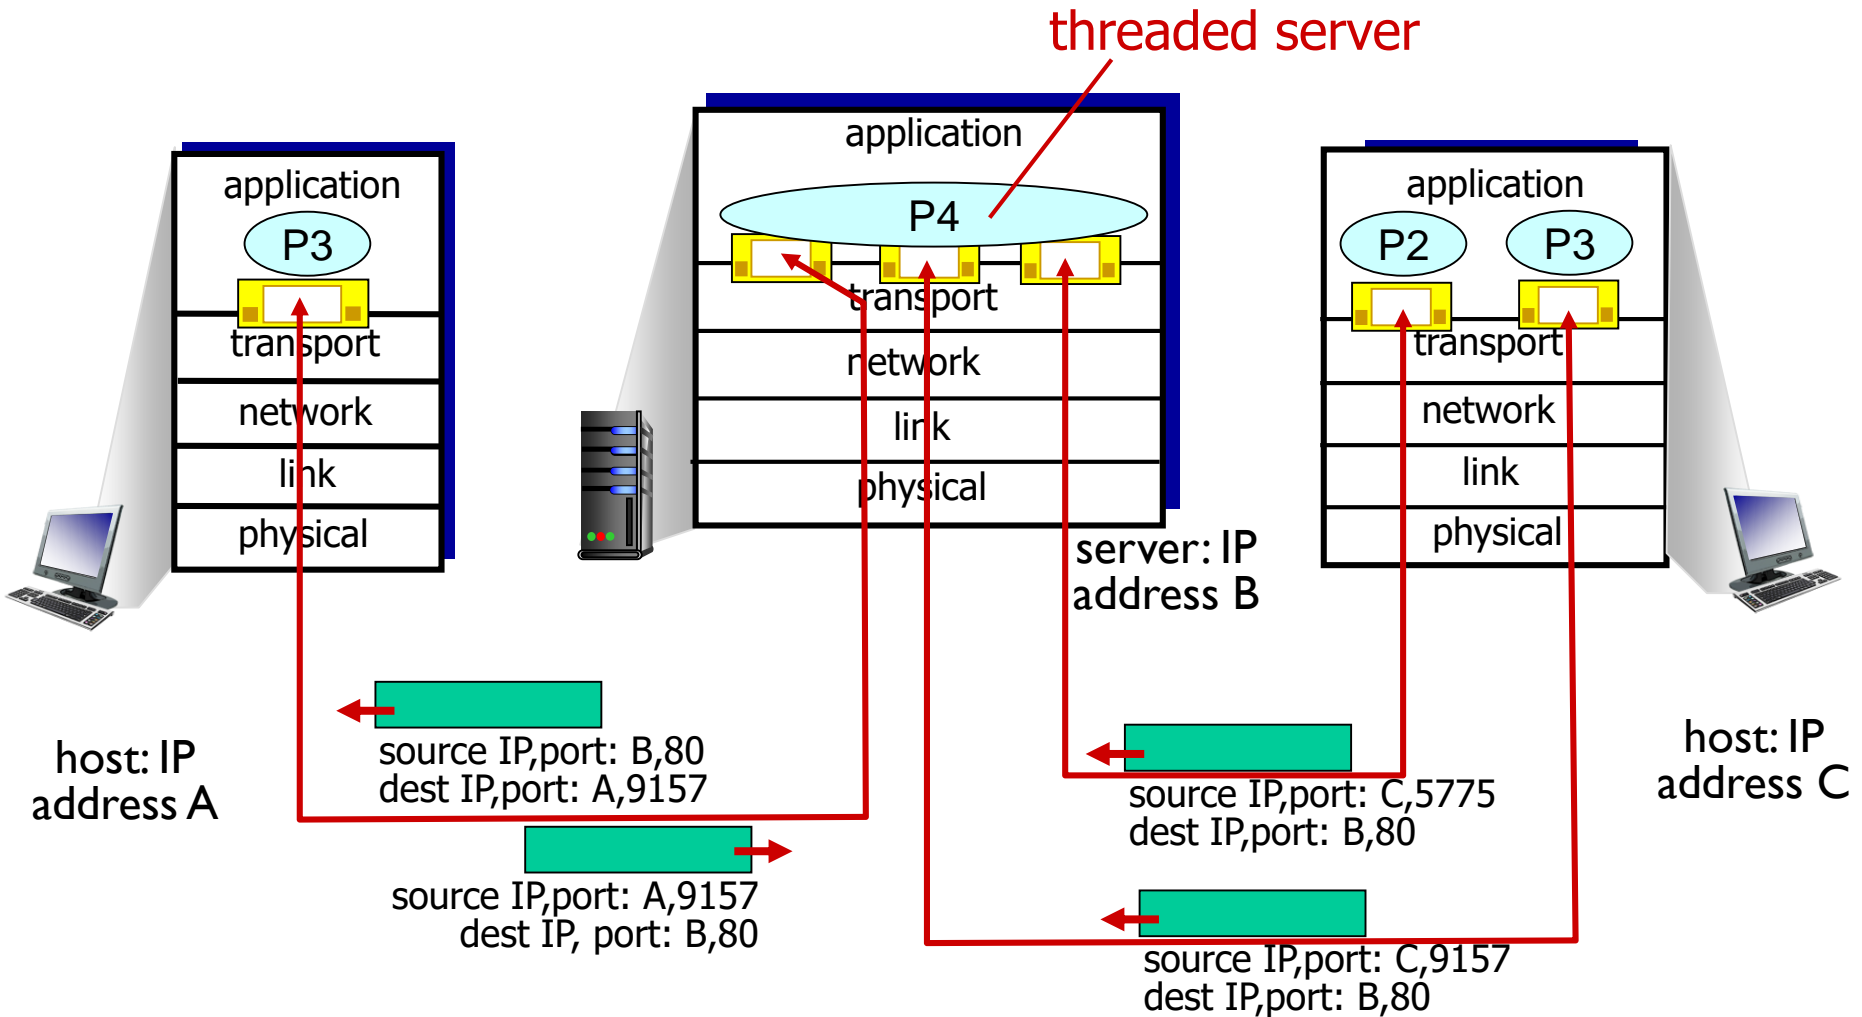 threaded server
application
P3
transport
network
link
physical
application
P4
transport
network
link
physical
application
P2
P3
transport
network
link
physical
server: IP
address B
host: IP
address A
source IP,port: B,80
dest IP,port: A,9157
source IP,port: A,9157
dest IP, port: B,80
source IP,port: C,5775
dest IP,port: B,80
source IP,port: C,9157
dest IP,port: B,80
host: IP
address C